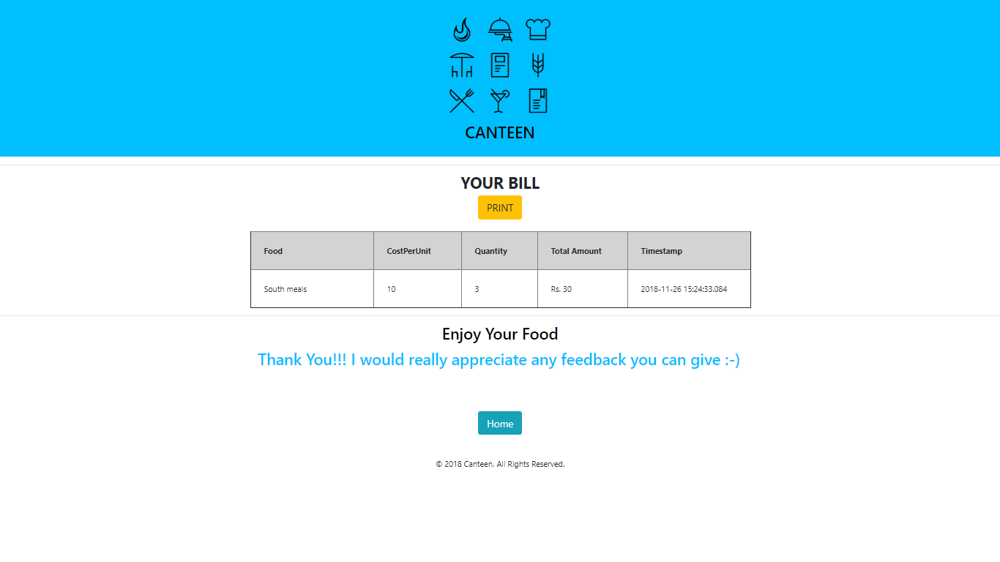 CANTEEN
YOUR BILL
PRINT
Food CostPerUnit Quantity Total Amount Timestamp
South meals 10 3 Rs. 30 2018-11-26 15:24:33.084
Enjoy Your Food
Thank You!!! I would really appreciate any feedback you can give :-)
Home
© 2018 Canteen. All Rights Reserved.